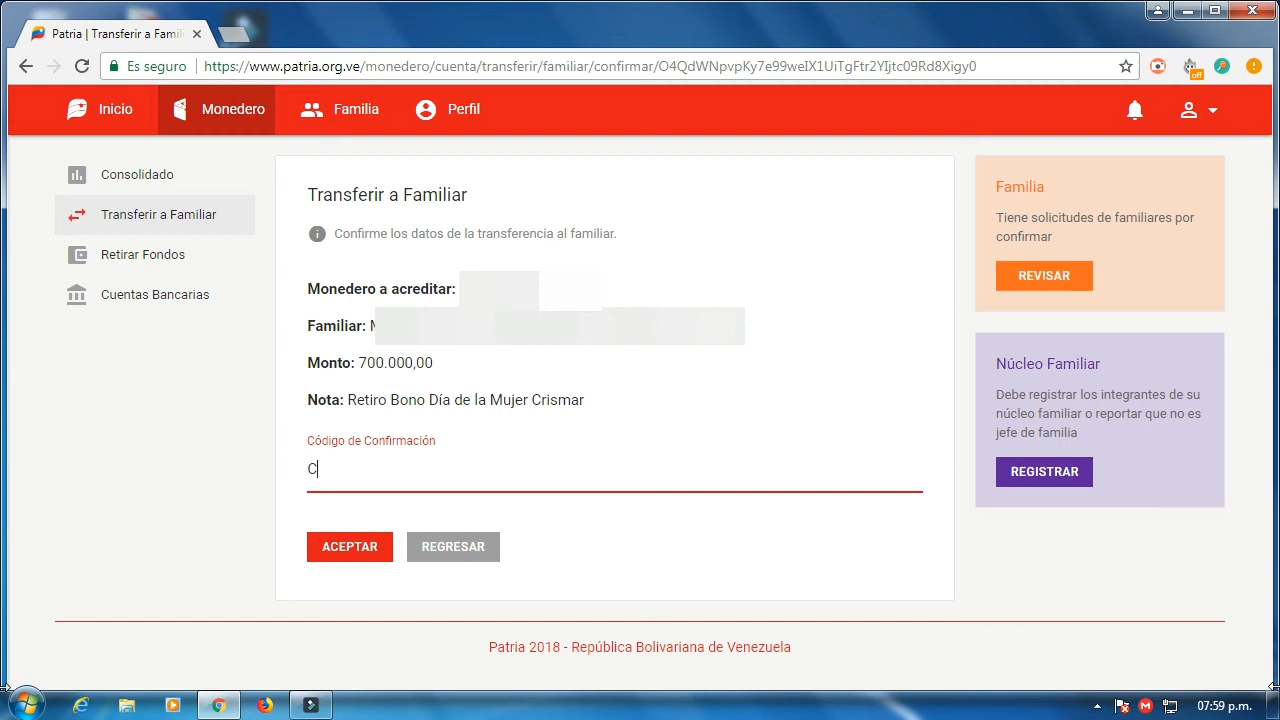 Patria | Transferir a Famil
Es seguro
https://www.patria.org.ve/monedero/cuenta/transferir/familiar/confirmar/O4QdWNpvpKy7e99weIX1UiTgFtr2YIjtc09Rd8Xigy0
off
Inicio
Monedero
Familia
Perfil
Consolidado
Transferir a Familiar
Retirar Fondos
Cuentas Bancarias
Transferir a Familiar
Confirme los datos de la transferencia al familiar.
Monedero a acreditar:
Familiar: M
Monto: 700.000,00
Nota: Retiro Bono Día de la Mujer Crismar
Código de Confirmación
C
ACEPTAR
REGRESAR
Familia
Tiene solicitudes de familiares por
confirmar
REVISAR
Núcleo Familiar
Debe registrar los integrantes de su
núcleo familiar o reportar que no es
jefe de familia
REGISTRAR
Patria 2018 - República Bolivariana de Venezuela
07:59 p.m.